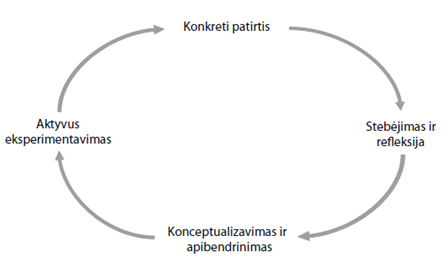 Konkreti patirtis
Stebėjimas ir
refleksija
Konceptualizavimas ir
apibendrinimas
Aktyvus
eksperimentavimas